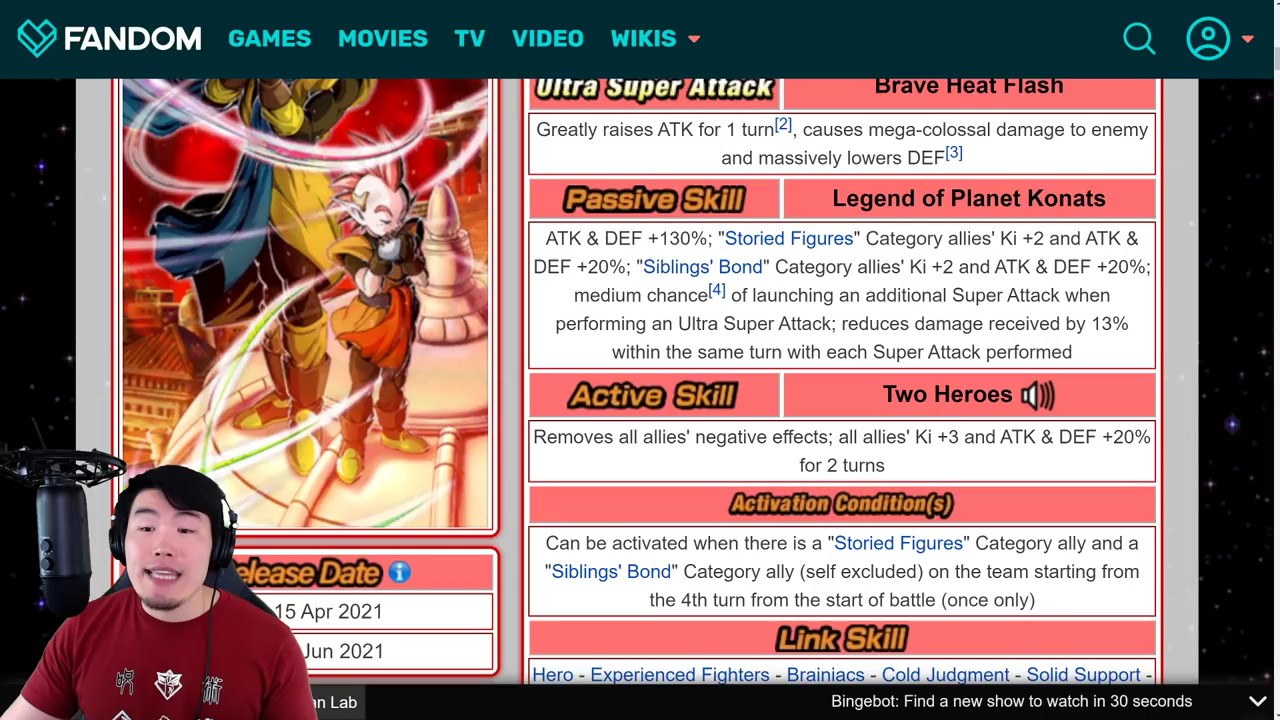 FANDOM GAMES MOVIES TV VIDEO WIKIS
Ultra Super Attack
Brave Heat Flash
Greatly raises ATK for 1 turn[2], causes mega-colossal damage to enemy
and massively lowers DEF[3]
Passive Skill
Legend of Planet Konats
ATK & DEF +130%; "Storied Figures" Category allies' Ki +2 and ATK &
DEF +20%; "Siblings' Bond" Category allies' Ki +2 and ATK & DEF +20%;
medium chance[4] of launching an additional Super Attack when
performing an Ultra Super Attack; reduces damage received by 13%
within the same turn with each Super Attack performed
Active Skill
Two Heroes
Removes all allies' negative effects; all allies' Ki +3 and ATK & DEF +20%
for 2 turns
Activation Condition(s)
Can be activated when there is a "Storied Figures" Category ally and a
"Siblings' Bond" Category ally (self excluded) on the team starting from
the 4th turn from the start of battle (once only)
Link Skill
Hero - Experienced Fighters - Brainiacs - Cold Judgment - Solid Support -
elease Date
15 Apr 2021
Jun 2021
呪 術
an Lab
Bingebot: Find a new show to watch in 30 seconds